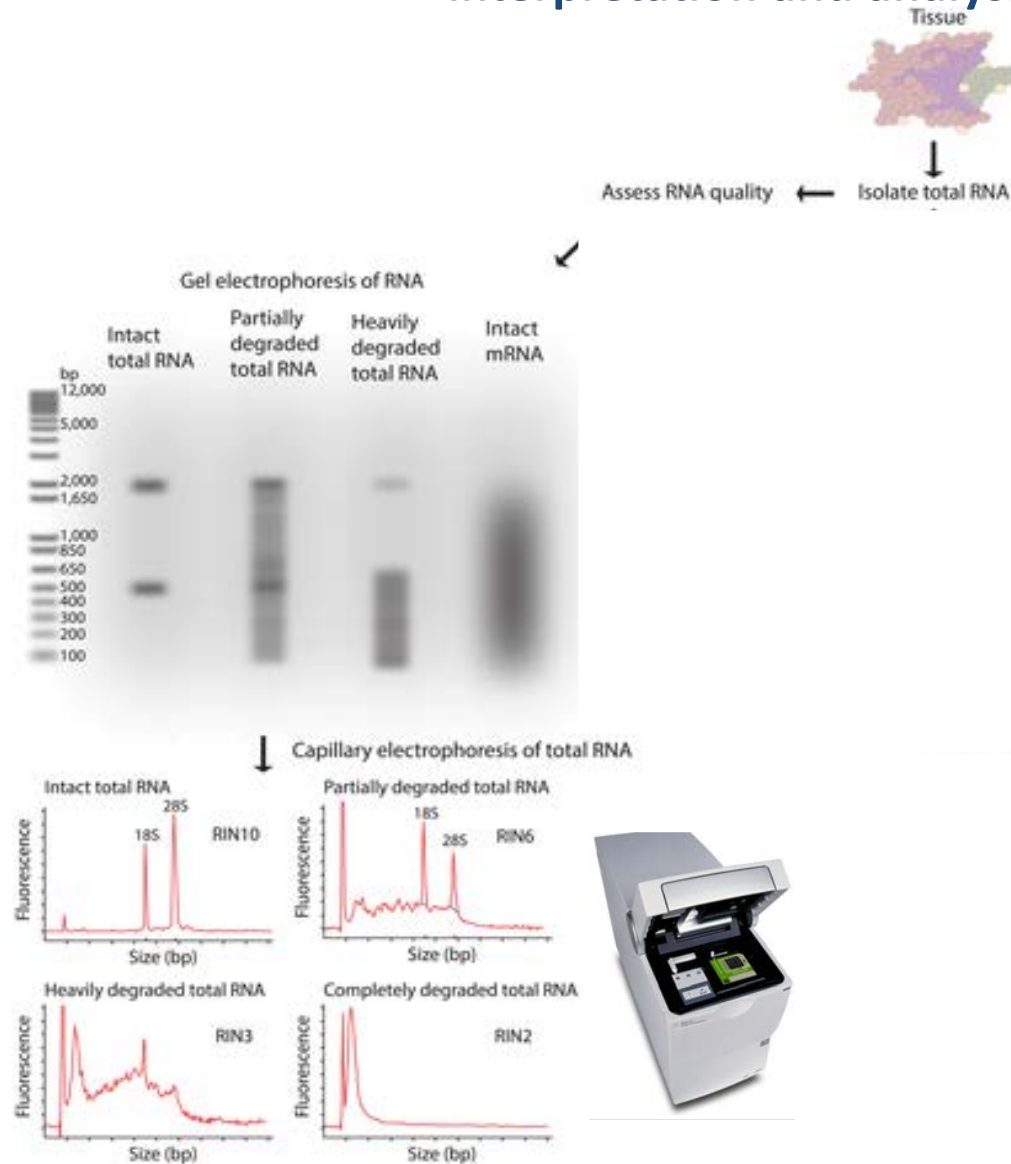 Tissue
Assess RNA quality
Isolate total RNA
Gel electrophoresis of RNA
Intact
total RNA
Partially
degraded
total RNA
Heavily
degraded
total RNA
Intact
mRNA
bp
12,000
5,000
2,000
1,650
1,000
850
650
500
400
300
200
100
Capillary electrophoresis of total RNA
Intact total RNA
Fluorescence
18S
28S
RIN10
Size (bp)
Partially degraded total RNA
Fluorescence
18S
28S
RIN6
Size (bp)
Heavily degraded total RNA
Fluorescence
RIN3
Size (bp)
Completely degraded total RNA
Fluorescence
RIN2
Size (bp)